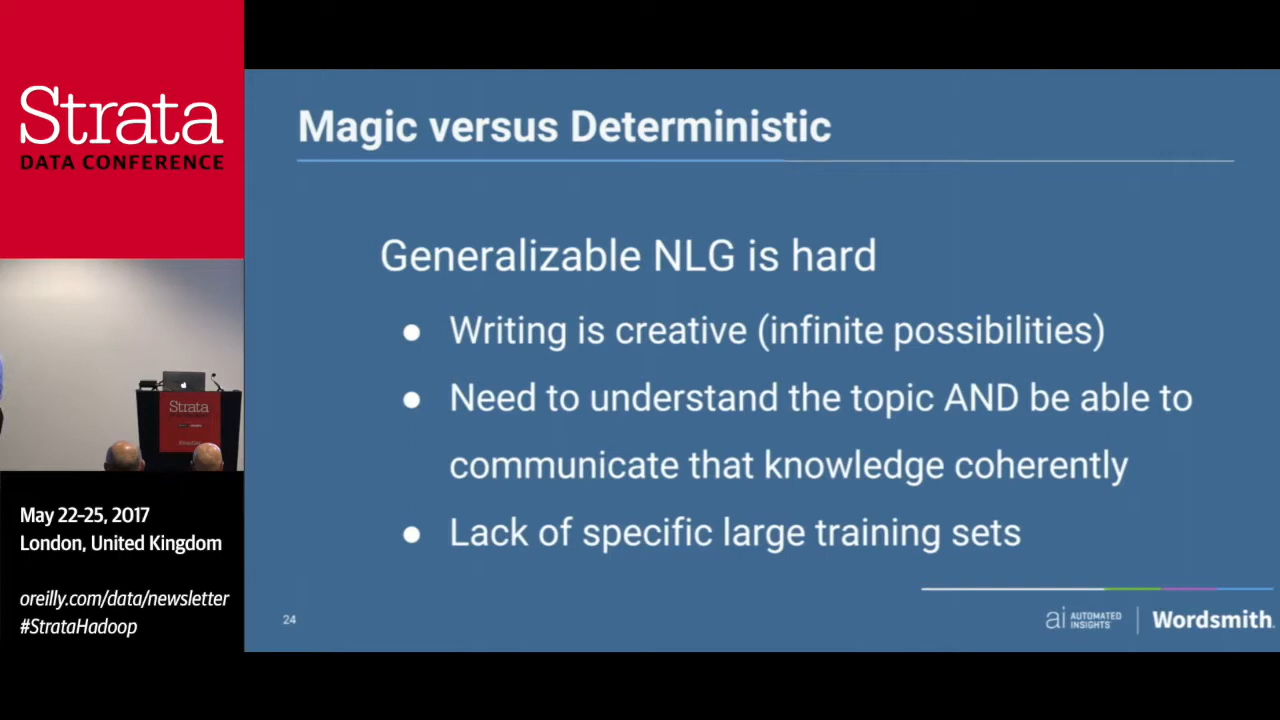 Strata
DATA CONFERENCE
Strata
May 22-25, 2017
London, United Kingdom
oreilly.com/data/newsletter
#StrataHadoop
Magic versus Deterministic
Generalizable NLG is hard
● Writing is creative (infinite possibilities)
● Need to understand the topic AND be able to
communicate that knowledge coherently
● Lack of specific large training sets
24
ai AUTOMATED
INSIGHTS
Wordsmith